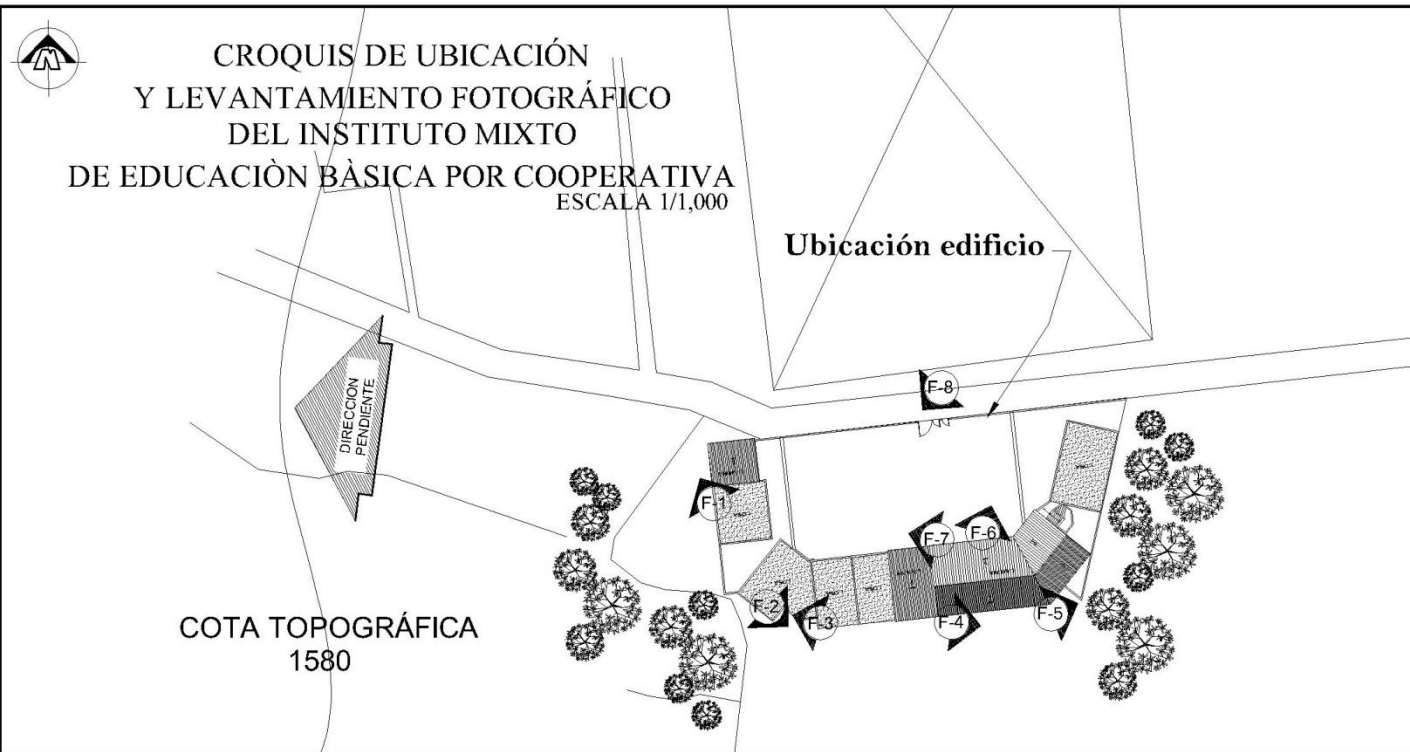 N
CROQUIS DE UBICACIÓN
Y LEVANTAMIENTO FOTOGRÁFICO
DEL INSTITUTO MIXTO
DE EDUCACIÒN BÀSICA POR COOPERATIVA
ESCALA 1/1,000
Ubicación edificio
DIRECCION
PENDIENTE
F-8
F-1
F-7
F-6
F-2
F-3
F-4
F-5
COTA TOPOGRÁFICA
1580